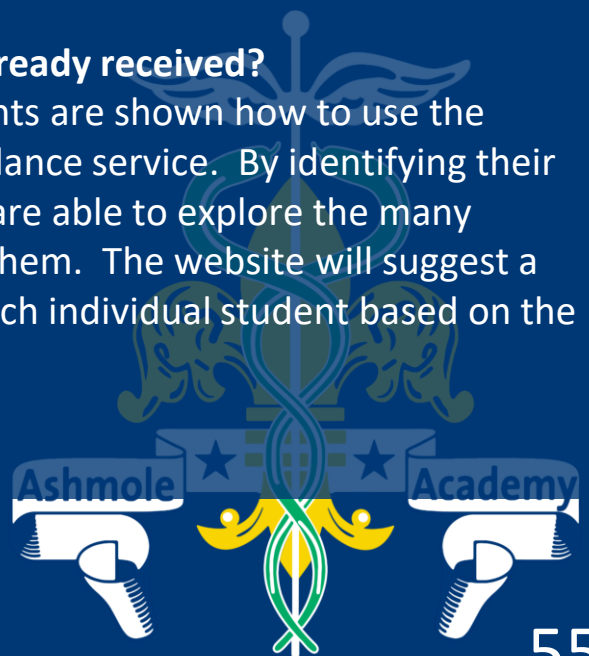 ready received?
nts are shown how to use the
lance service. By identifying their
are able to explore the many
hem. The website will suggest a
ch individual student based on the
Ashmole Academy
55